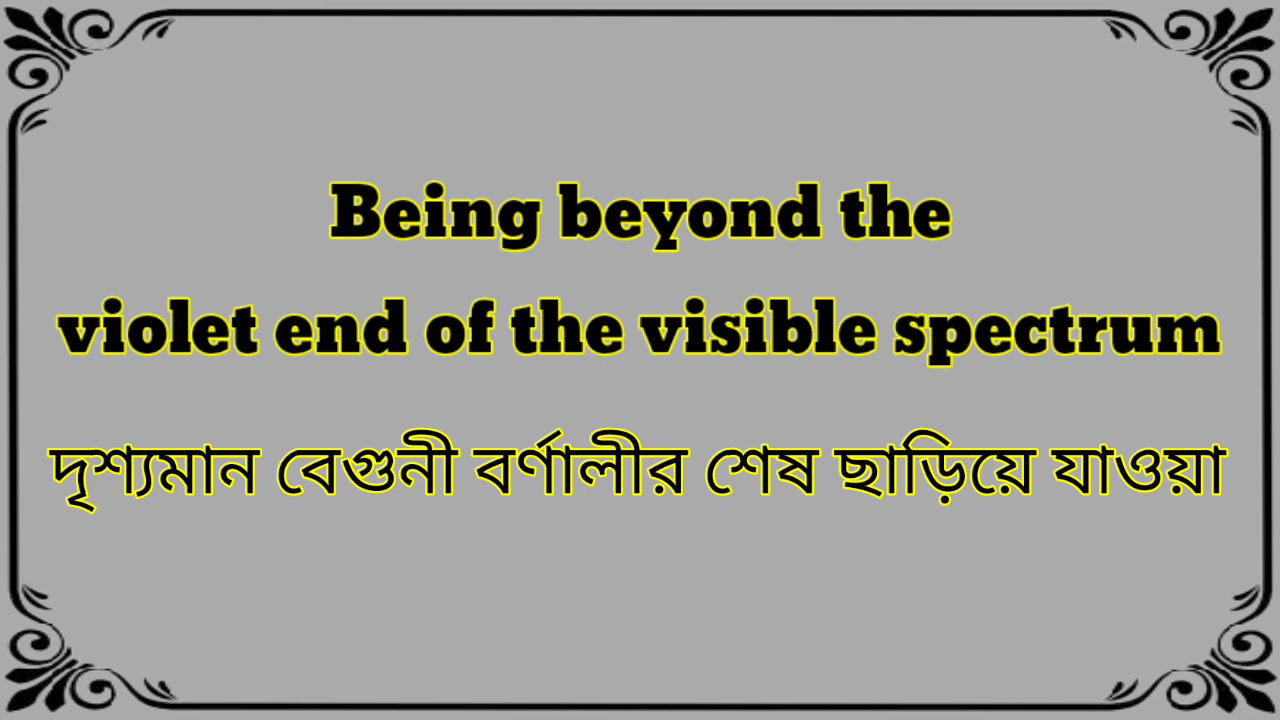 Being beyond the
violet end of the visible spectrum
দৃশ্যমান বেগুনী বর্ণালীর শেষ ছাড়িয়ে যাওয়া